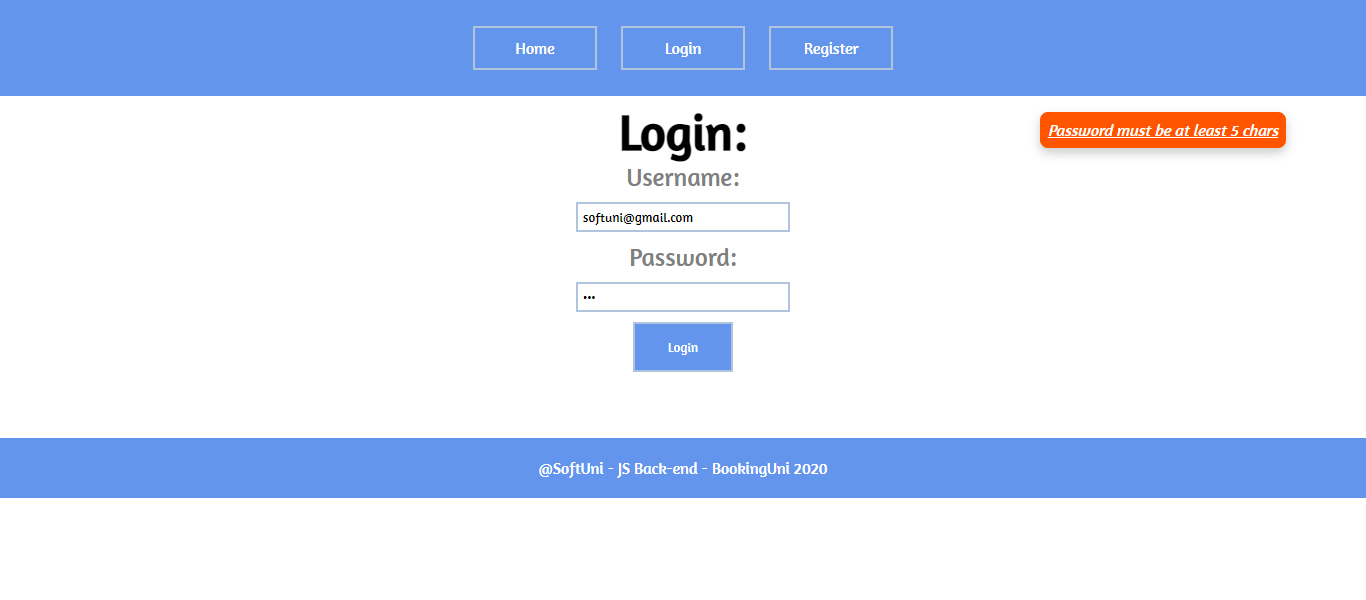 Home
Login
Register
Login:
Password must be at least 5 chars
Username:
softuni@gmail.com
Password:
•••
Login
@SoftUni - JS Back-end - BookingUni 2020